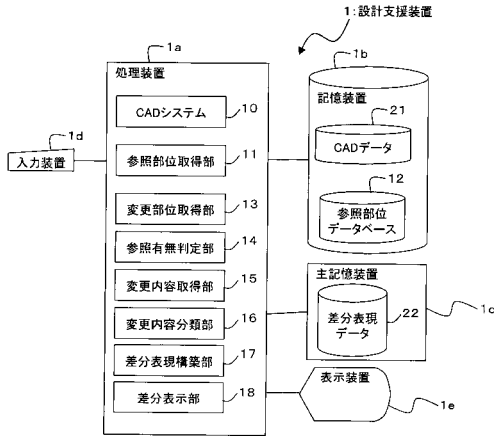 1:設計支援装置
1a
処理装置
CADシステム
10
参照部位取得部
11
変更部位取得部
13
参照有無判定部
14
変更内容取得部
15
変更内容分類部
16
差分表現構築部
17
差分表示部
18
1d
入力装置
1b
記憶装置
21
CADデータ
12
参照部位
データベース
主記憶装置
差分表現
データ
22
1c
表示装置
1e